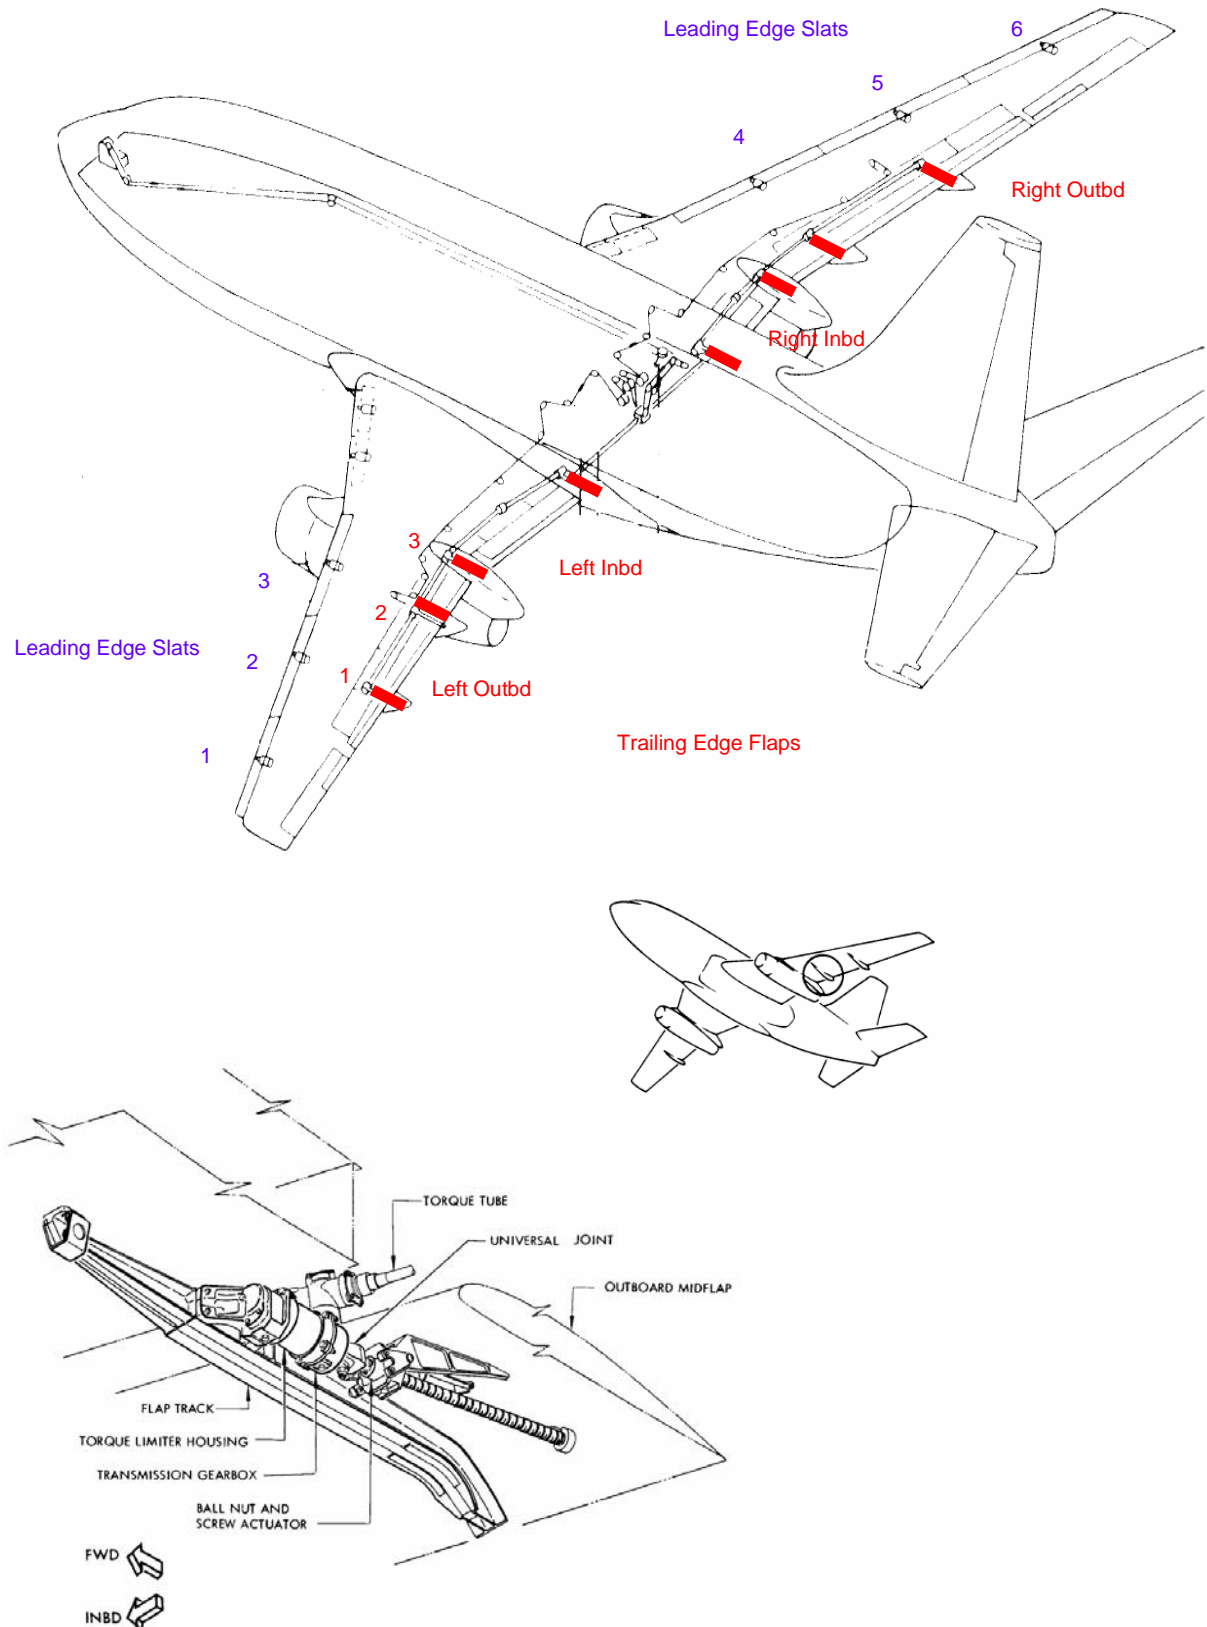 Leading Edge Slats
6
5
4
Right Outbd
Right Inbd
3
Left Inbd
3
2
Leading Edge Slats
2
1
Left Outbd
Trailing Edge Flaps
1
TORQUE TUBE
UNIVERSAL JOINT
OUTBOARD MIDFLAP
FLAP TRACK
TORQUE LIMITER HOUSING
TRANSMISSION GEARBOX
BALL NUT AND
SCREW ACTUATOR
FWD
INBD